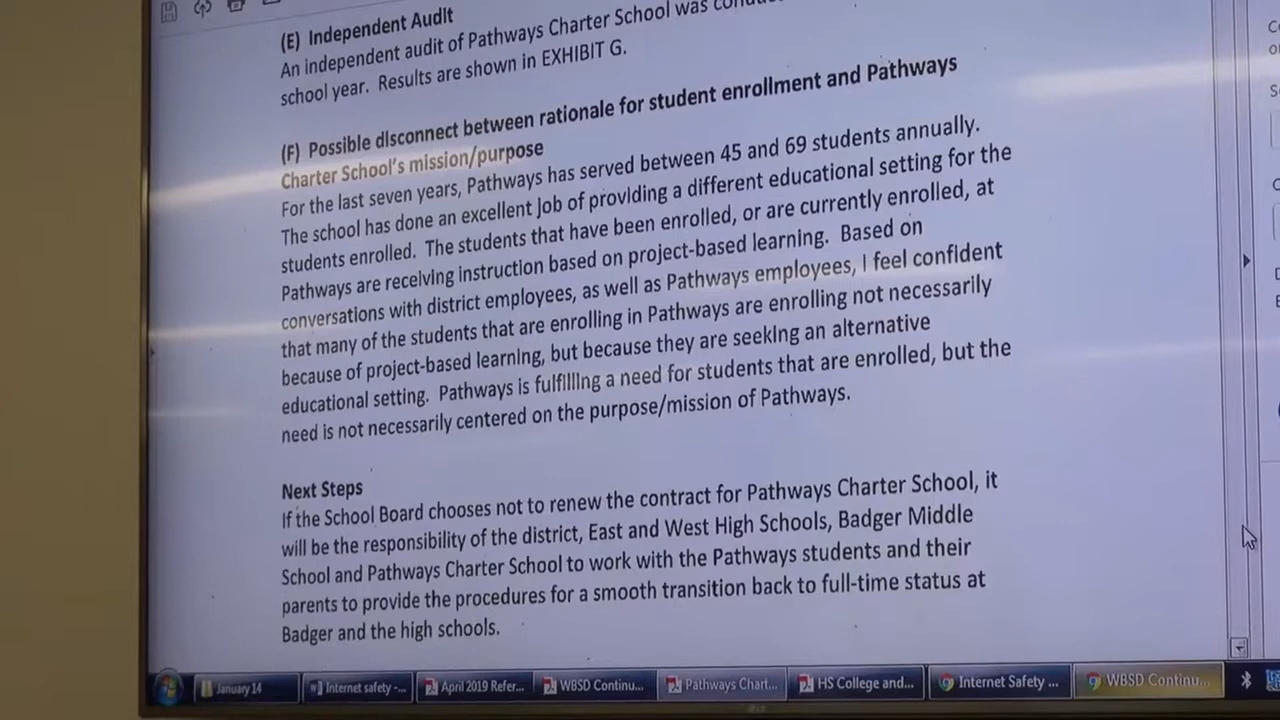 (E) Independent Audit
An independent audit of Pathways Charter School was
school year. Results are shown in EXHIBIT G.
(F) Possible disconnect between rationale for student enrollment and Pathways
Charter School's mission/purpose
For the last seven years, Pathways has served between 45 and 69 students annually.
The school has done an excellent job of providing a different educational setting for the
students enrolled. The students that have been enrolled, or are currently enrolled, at
Pathways are receiving instruction based on project-based learning. Based on
conversations with district employees, as well as Pathways employees, I feel confident
that many of the students that are enrolling in Pathways are enrolling not necessarily
because of project-based learning, but because they are seeking an alternative
educational setting. Pathways is fulfilling a need for students that are enrolled, but the
need is not necessarily centered on the purpose/mission of Pathways.
Next Steps
If the School Board chooses not to renew the contract for Pathways Charter School, it
will be the responsibility of the district, East and West High Schools, Badger Middle
School and Pathways Charter School to work with the Pathways students and their
parents to provide the procedures for a smooth transition back to full-time status at
Badger and the high schools.
January 14
Internet safety -...
April 2019 Refer...
WBSD Continu...
Pathways Chart...
HS College and...
Internet Safety ...
WBSD Continu...